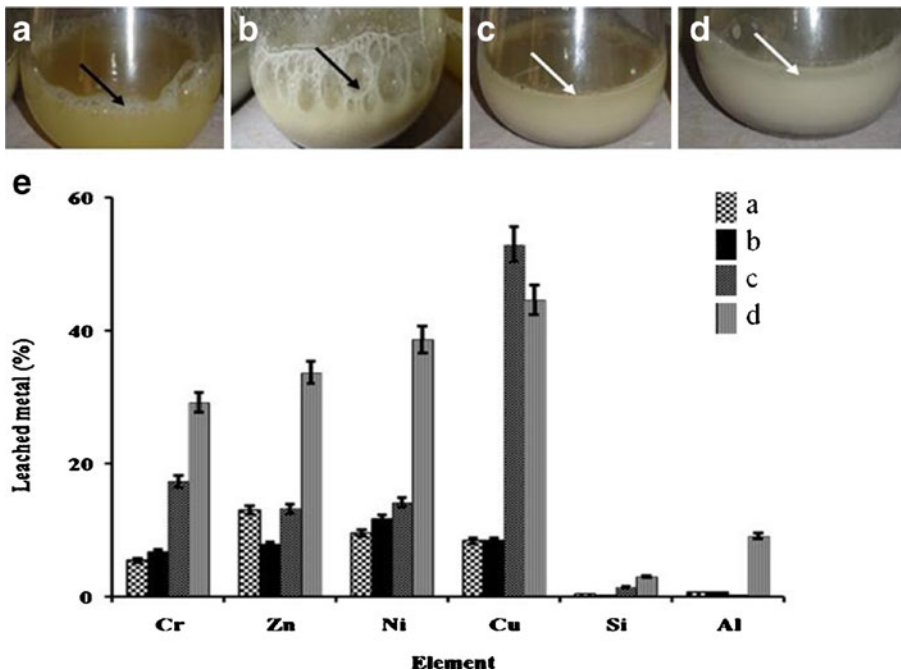 a
b
c
d
e
60
40
20
0
Leached metal (%)
a
b
c
d
Cr Zn Ni Cu Si Al
Element